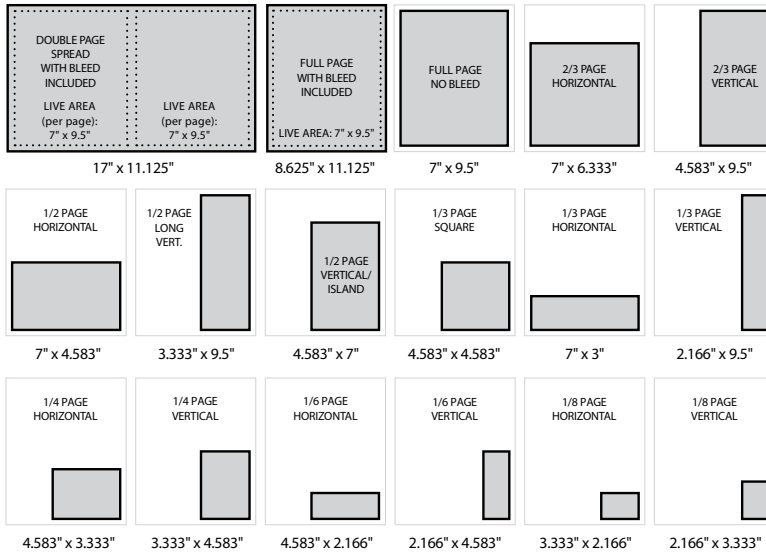 DOUBLE PAGE
SPREAD
WITH BLEED
INCLUDED
LIVE AREA
(per page):
7" x 9.5"
LIVE AREA
(per page):
7" x 9.5"
17" x 11.125"
FULL PAGE
WITH BLEED
INCLUDED
LIVE AREA: 7" x 9.5"
8.625" x 11.125"
FULL PAGE
NO BLEED
7" x 9.5"
2/3 PAGE
HORIZONTAL
7" x 6.333"
2/3 PAGE
VERTICAL
4.583" x 9.5"
1/2 PAGE
HORIZONTAL
7" x 4.583"
1/2 PAGE
LONG
VERT.
3.333" x 9.5"
1/2 PAGE
VERTICAL/
ISLAND
4.583" x 7"
1/3 PAGE
SQUARE
4.583" x 4.583"
1/3 PAGE
HORIZONTAL
7" x 3"
1/3 PAGE
VERTICAL
2.166" x 9.5"
1/4 PAGE
HORIZONTAL
4.583" x 3.333"
1/4 PAGE
VERTICAL
3.333" x 4.583"
1/6 PAGE
HORIZONTAL
4.583" x 2.166"
1/6 PAGE
VERTICAL
2.166" x 4.583"
1/8 PAGE
HORIZONTAL
3.333" x 2.166"
1/8 PAGE
VERTICAL
2.166" x 3.333"